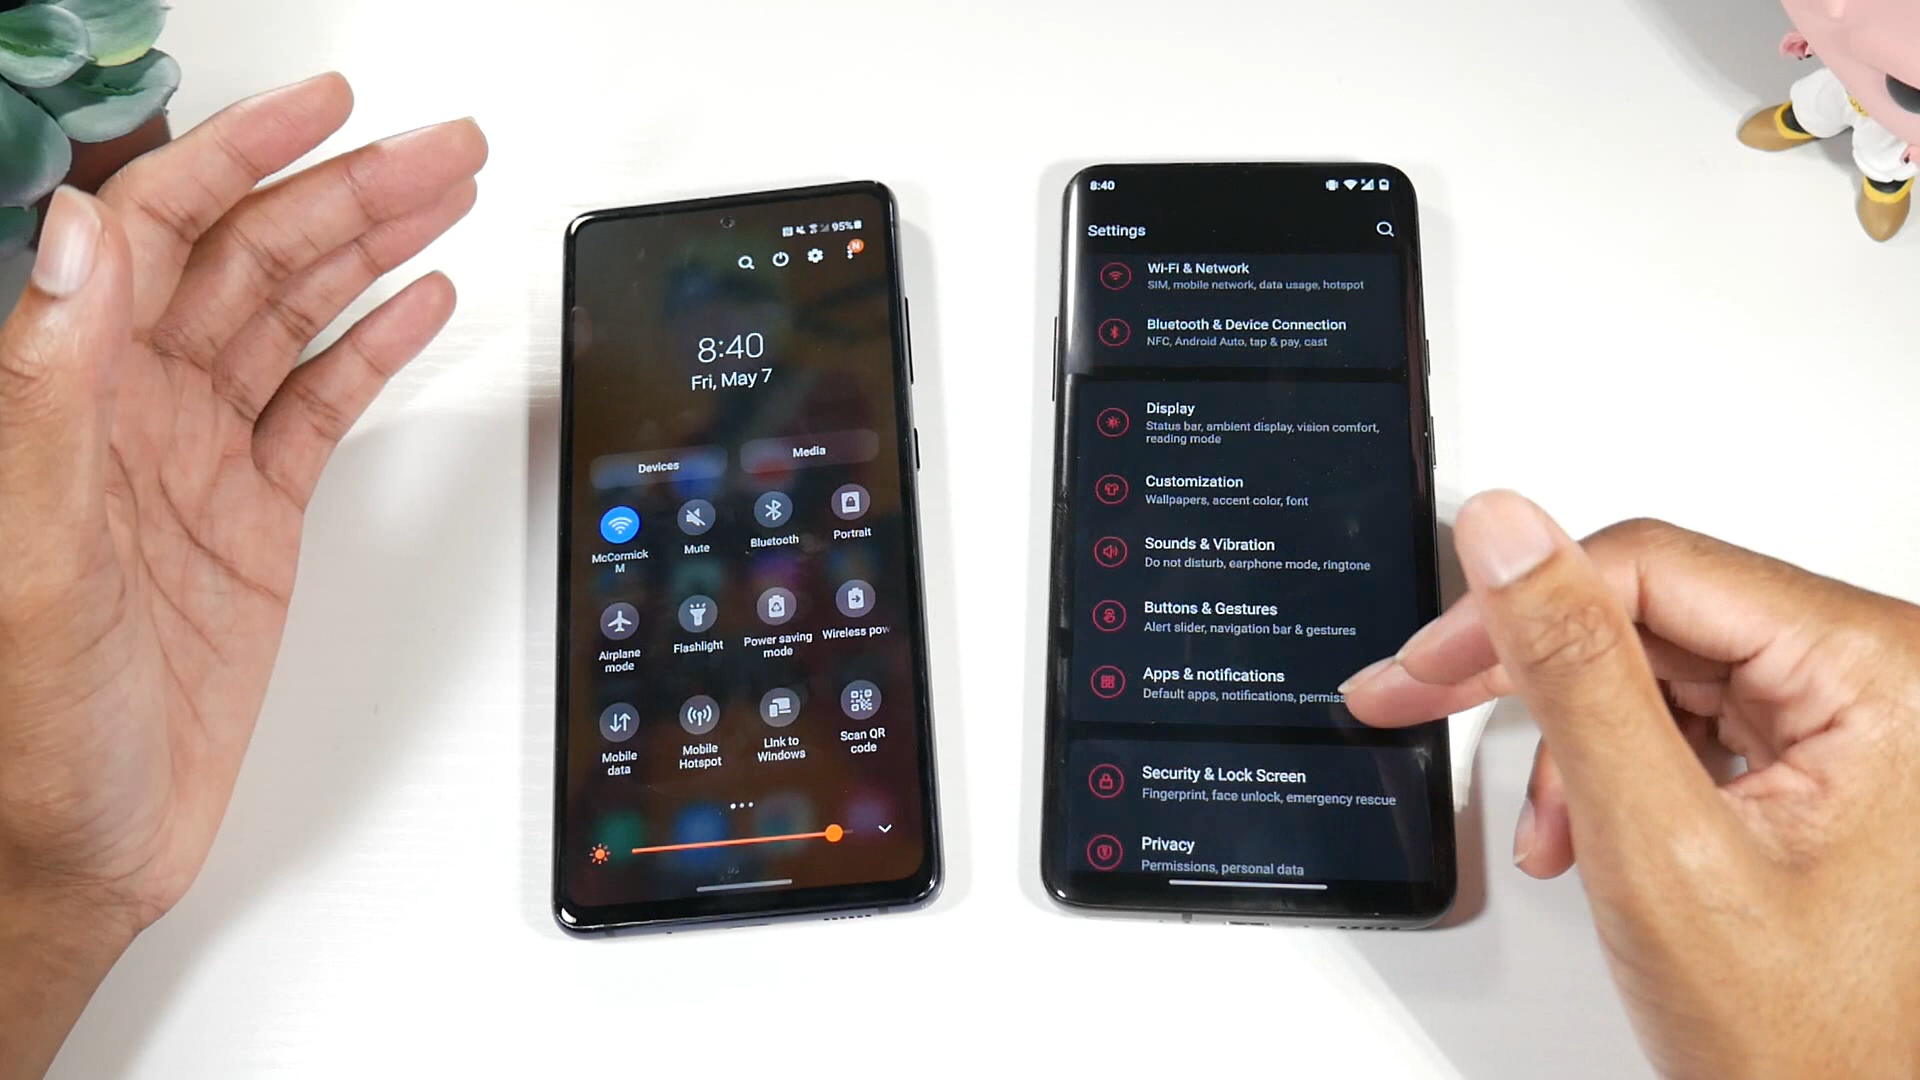 95%
N
8:40
Fri, May 7
Devices
Media
McCormick
M
Mute
Bluetooth
Portrait
Airplane
mode
Flashlight
Power saving
mode
Wireless pow
Mobile
data
Mobile
Hotspot
Link to
Windows
Scan QR
code
8:40
Settings
Wi-Fi & Network
SIM, mobile network, data usage, hotspot
Bluetooth & Device Connection
NFC, Android Auto, tap & pay, cast
Display
Status bar, ambient display, vision comfort,
reading mode
Customization
Wallpapers, accent color, font
Sounds & Vibration
Do not disturb, earphone mode, ringtone
Buttons & Gestures
Alert slider, navigation bar & gestures
Apps & notifications
Default apps, notifications, permiss
Security & Lock Screen
Fingerprint, face unlock, emergency rescue
Privacy
Permissions, personal data